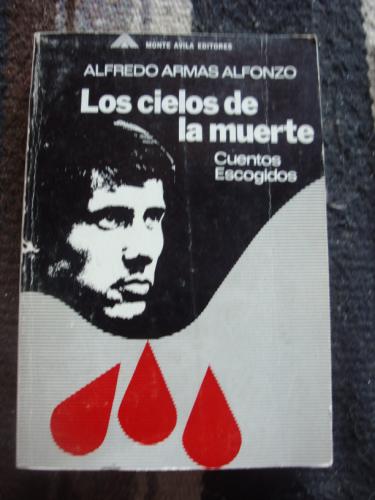 MONTE AVILA EDITORES
ALFREDO ARMAS ALFONZO
Los cielos de
la muerte
Cuentos
Escogidos